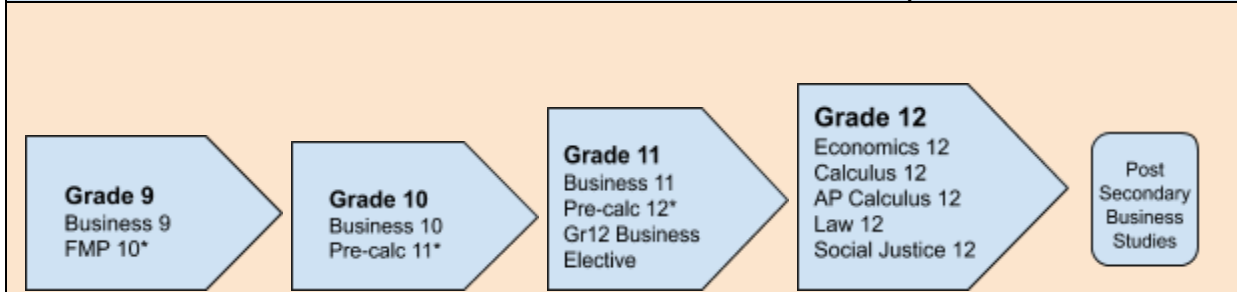 Grade 9
Business 9
FMP 10*
Grade 10
Business 10
Pre-calc 11*
Grade 11
Business 11
Pre-calc 12*
Gr12 Business
Elective
Grade 12
Economics 12
Calculus 12
AP Calculus 12
Law 12
Social Justice 12
Post
Secondary
Business
Studies